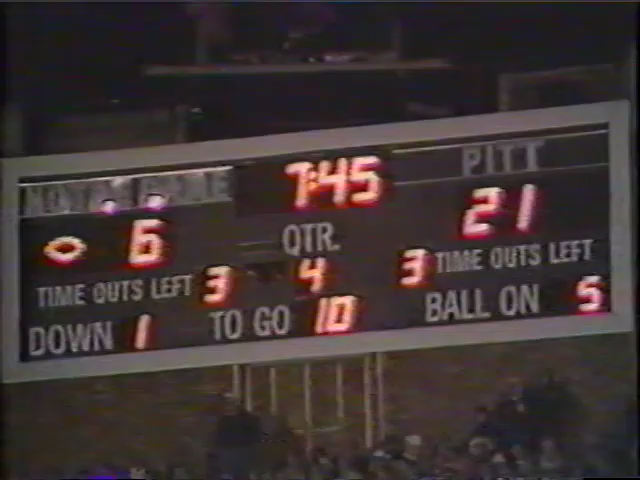 NOTRE DAME 7:45 PITT
6 QTR. 21
TIME OUTS LEFT 3 4 3 TIME OUTS LEFT
DOWN 1 TO GO 10 BALL ON 5